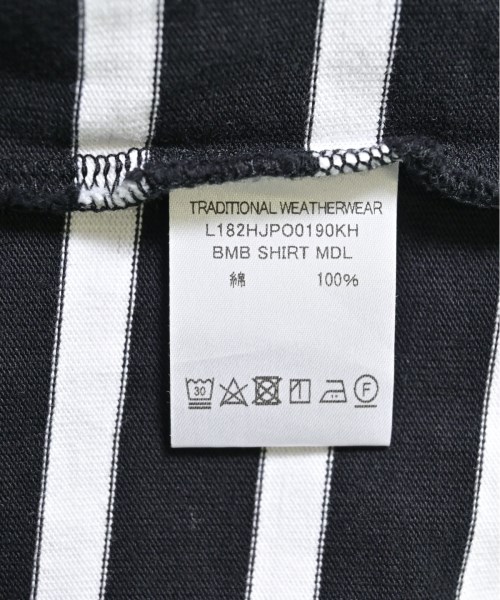 TRADITIONAL WEATHERWEAR
L182HJPO0190KH
BMB SHIRT MDL
綿 100%
30 F